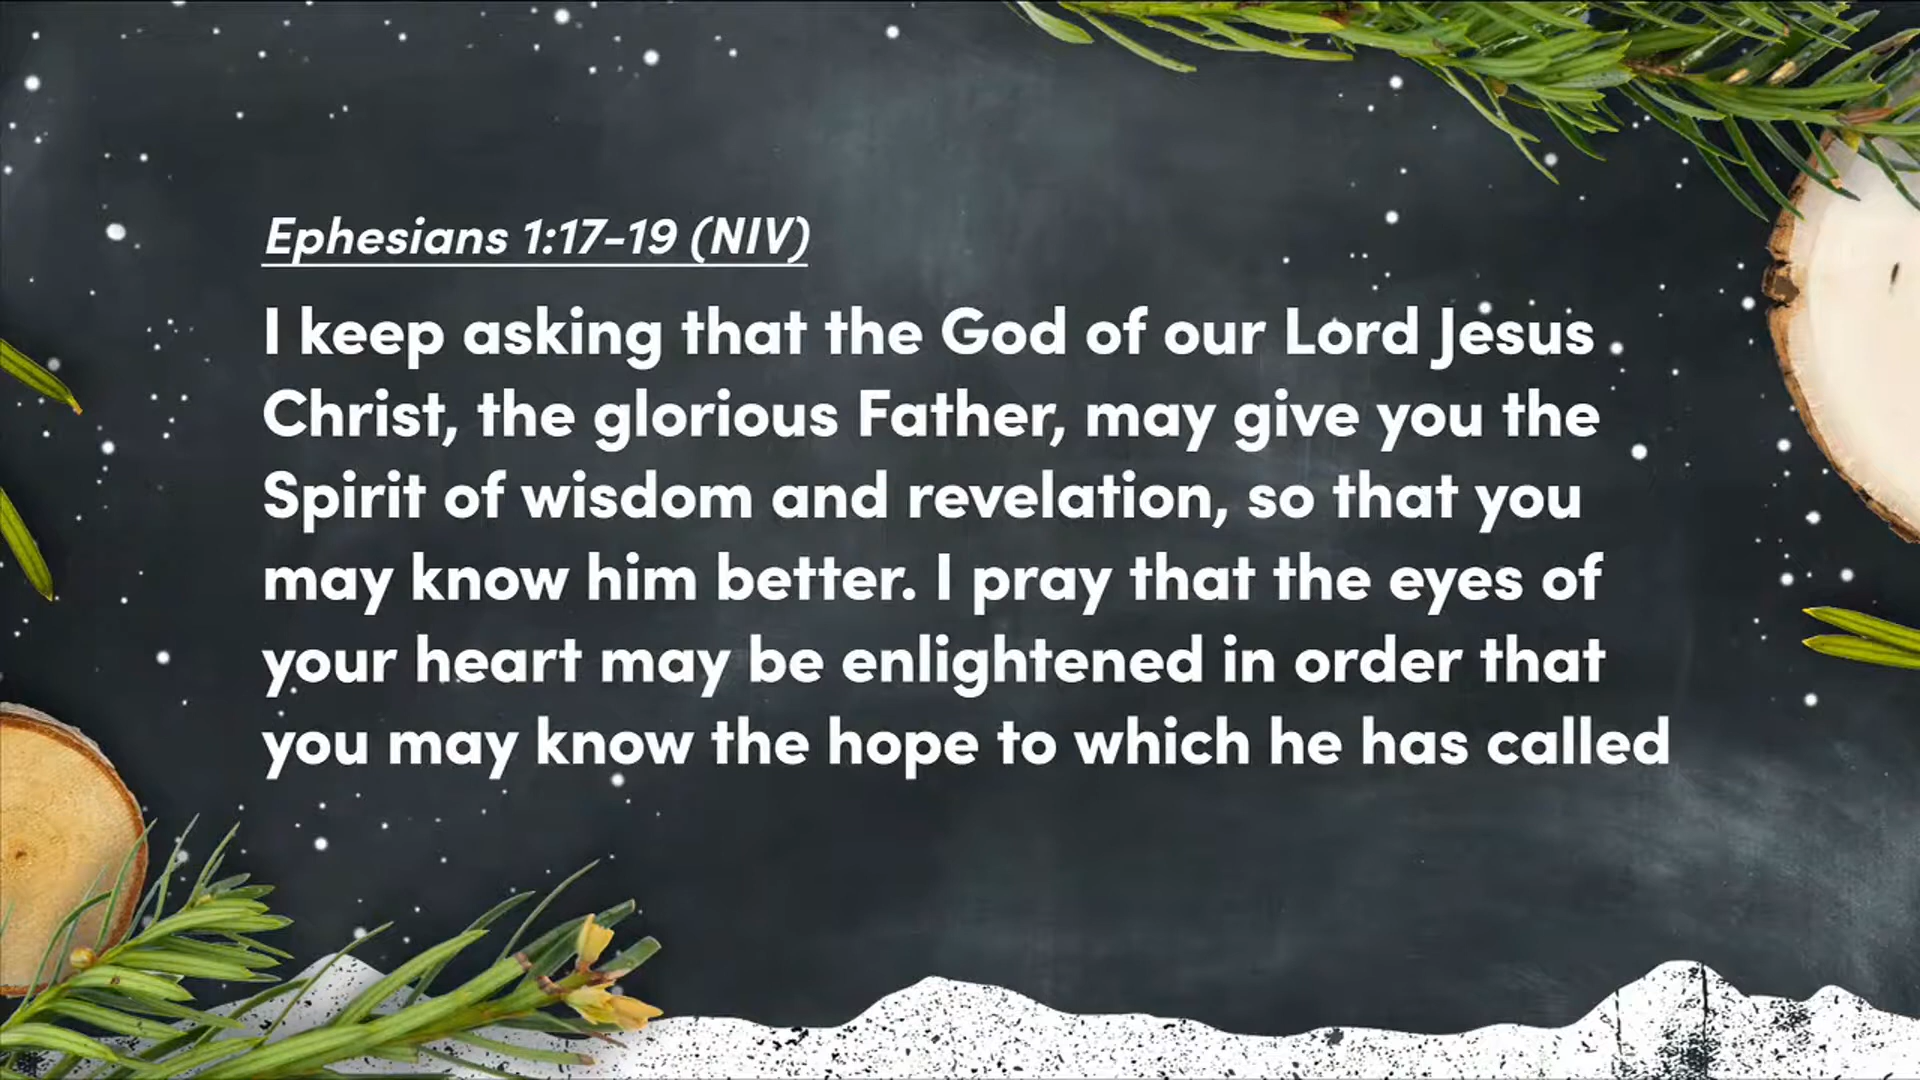 Ephesians 1:17-19 (NIV)
I keep asking that the God of our Lord Jesus
Christ, the glorious Father, may give you the
Spirit of wisdom and revelation, so that you
may know him better. I pray that the eyes of
your heart may be enlightened in order that
you may know the hope to which he has called